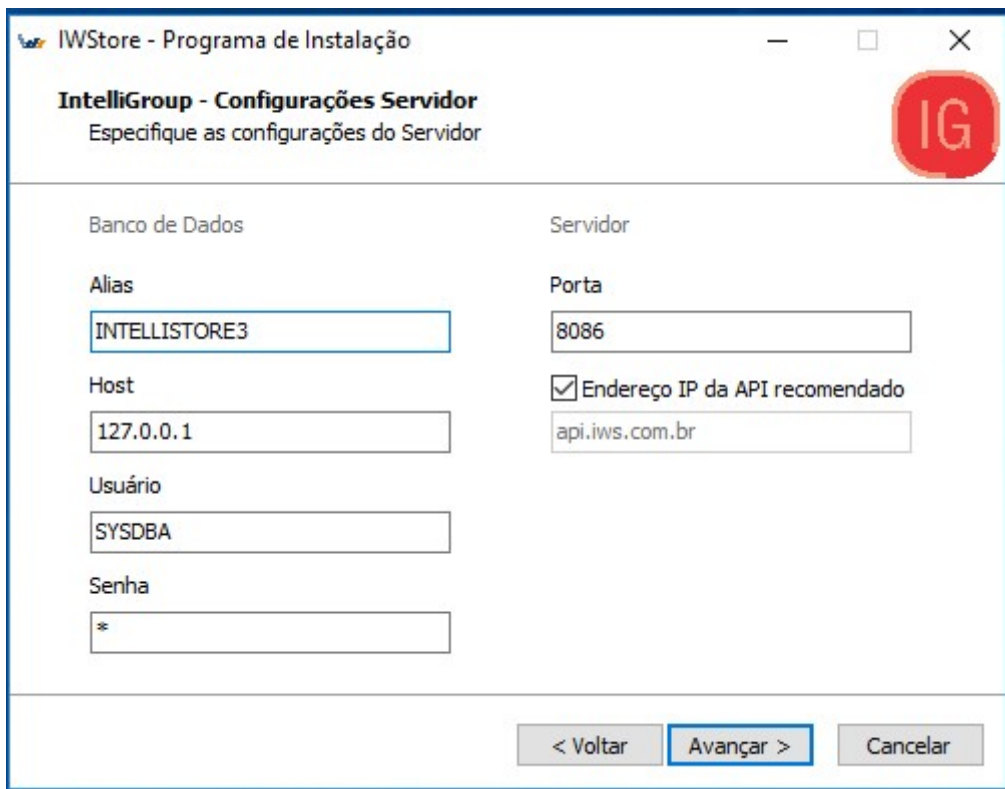 IWStore - Programa de Instalação
IntelliGroup - Configurações Servidor
Especifique as configurações do Servidor
IG
Banco de Dados
Alias
INTELLISTORE3
Host
127.0.0.1
Usuário
SYSDBA
Senha
*
Servidor
Porta
8086
Endereço IP da API recomendado
api.iws.com.br
< Voltar
Avançar >
Cancelar